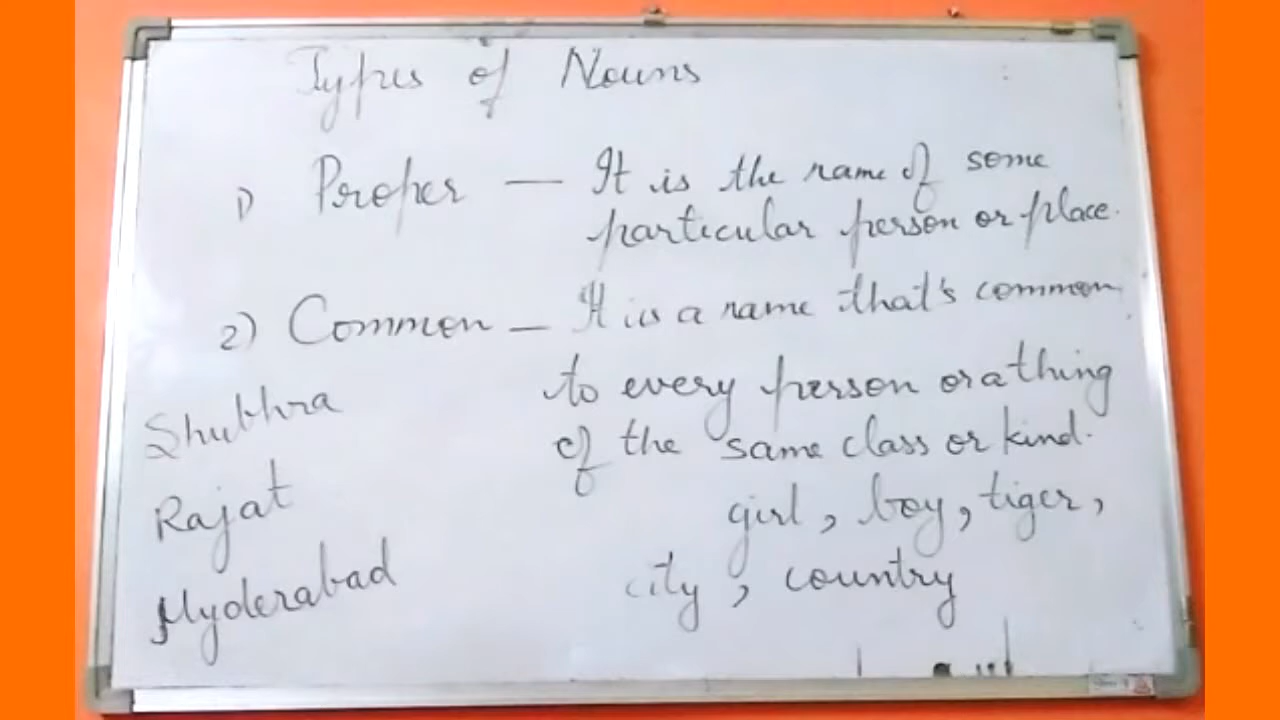 Types of Nouns
1) Proper — It is the name of some
particular person or place.
2) Common — It is a name that's common
to every person or a thing
of the same class or kind.
girl, boy, tiger,
city, country
Shubhra
Rajat
Hyderabad